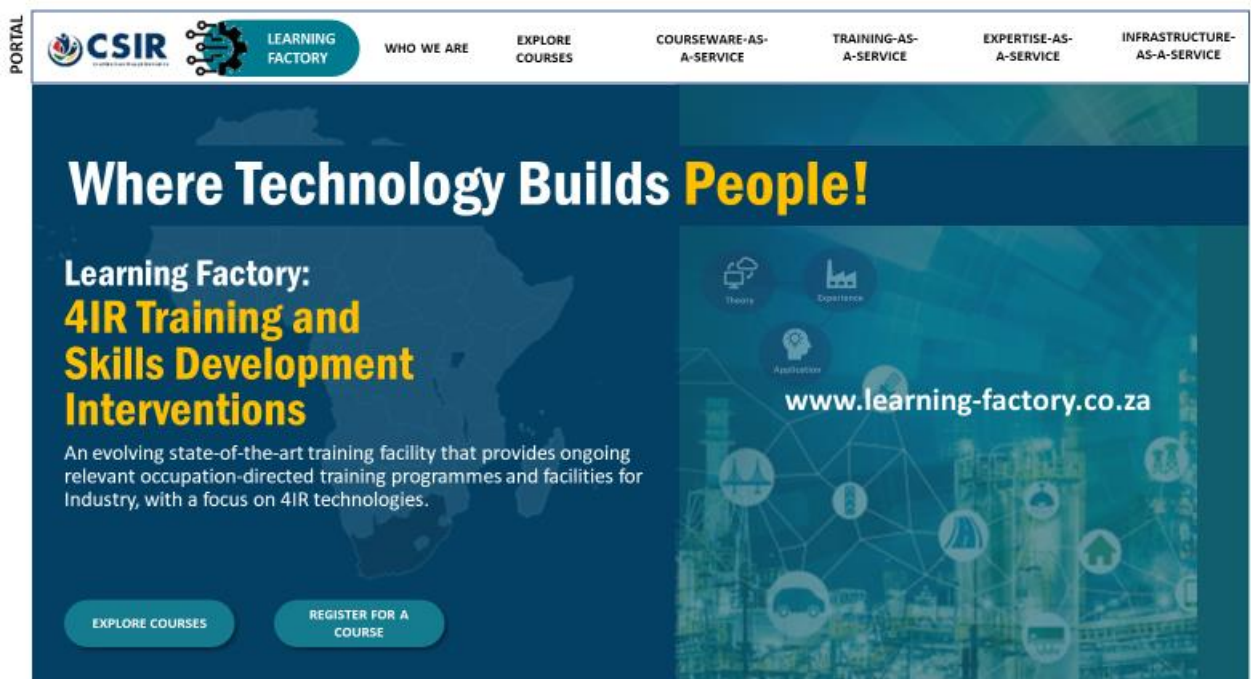 PORTAL
CSIR
LEARNING
FACTORY
WHO WE ARE
EXPLORE
COURSES
COURSEWARE-AS-
A-SERVICE
TRAINING-AS-
A-SERVICE
EXPERTISE-AS-
A-SERVICE
INFRASTRUCTURE-
AS-A-SERVICE
Where Technology Builds People!
Learning Factory:
4IR Training and
Skills Development
Interventions
An evolving state-of-the-art training facility that provides ongoing
relevant occupation-directed training programmes and facilities for
Industry, with a focus on 4IR technologies.
Theory
Experience
Application
www.learning-factory.co.za
EXPLORE COURSES
REGISTER FOR A
COURSE